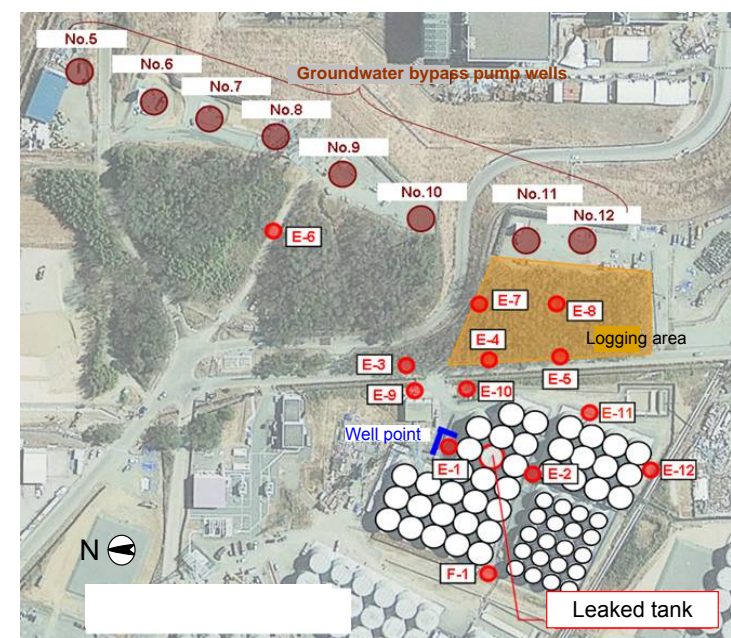 No.5
No.6
Groundwater bypass pump wells
No.7
No.8
No.9
No.10
No.11
No.12
E-6
E-7
E-8
Logging area
E-4
E-5
E-3
E-9
E-10
E-11
Well point
E-1
E-2
E-12
N
F-1
Leaked tank